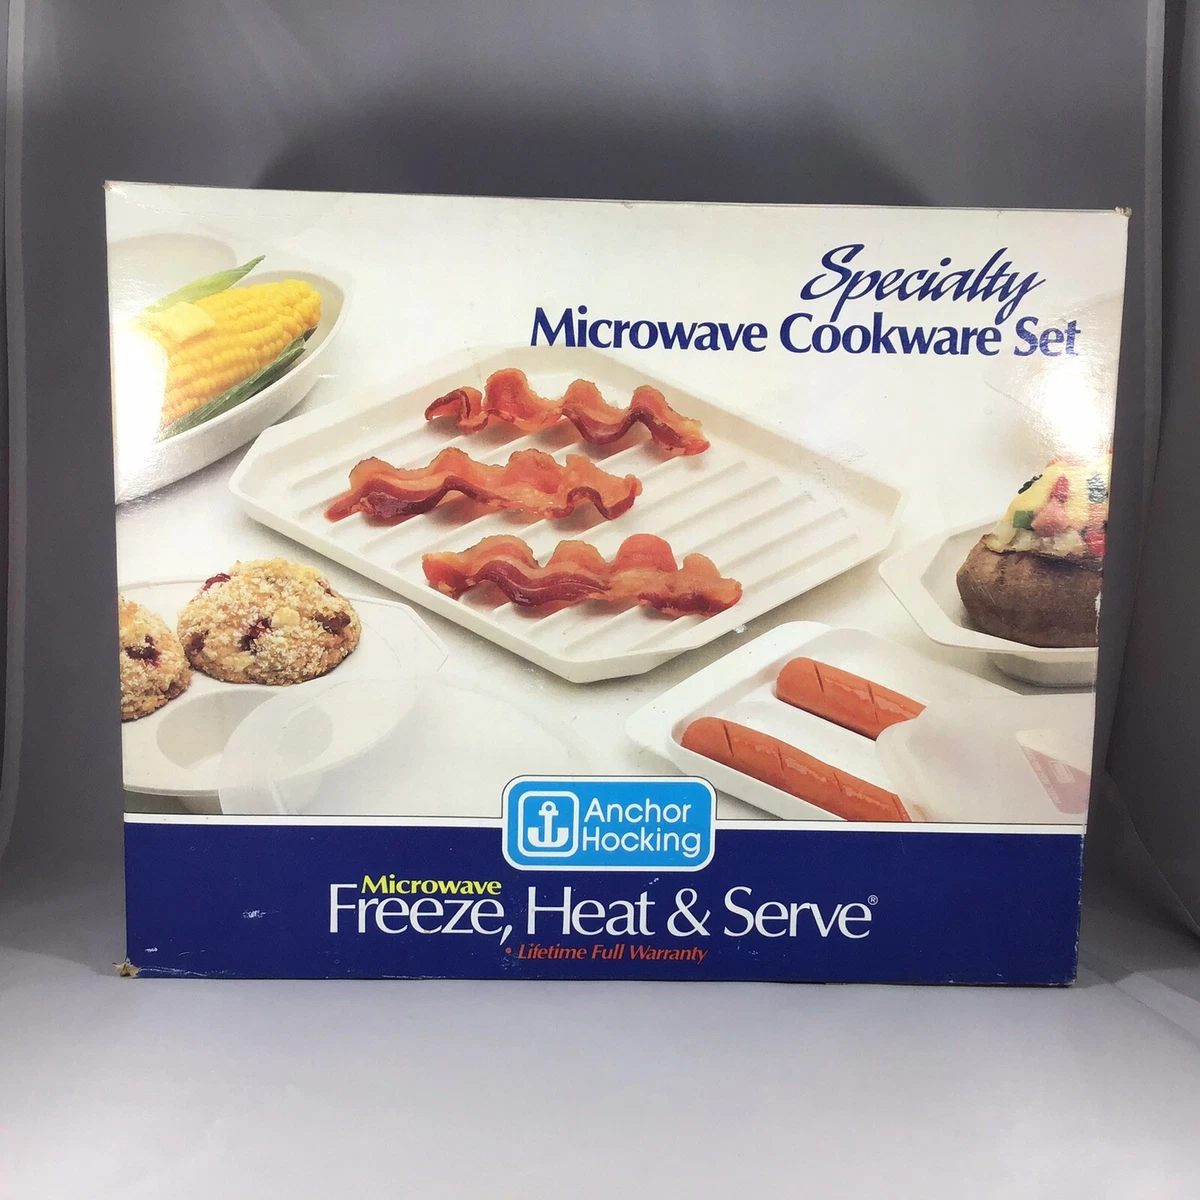 Specialty
Microwave Cookware Set
Anchor
Hocking
Microwave
Freeze, Heat & Serve®
• Lifetime Full Warranty